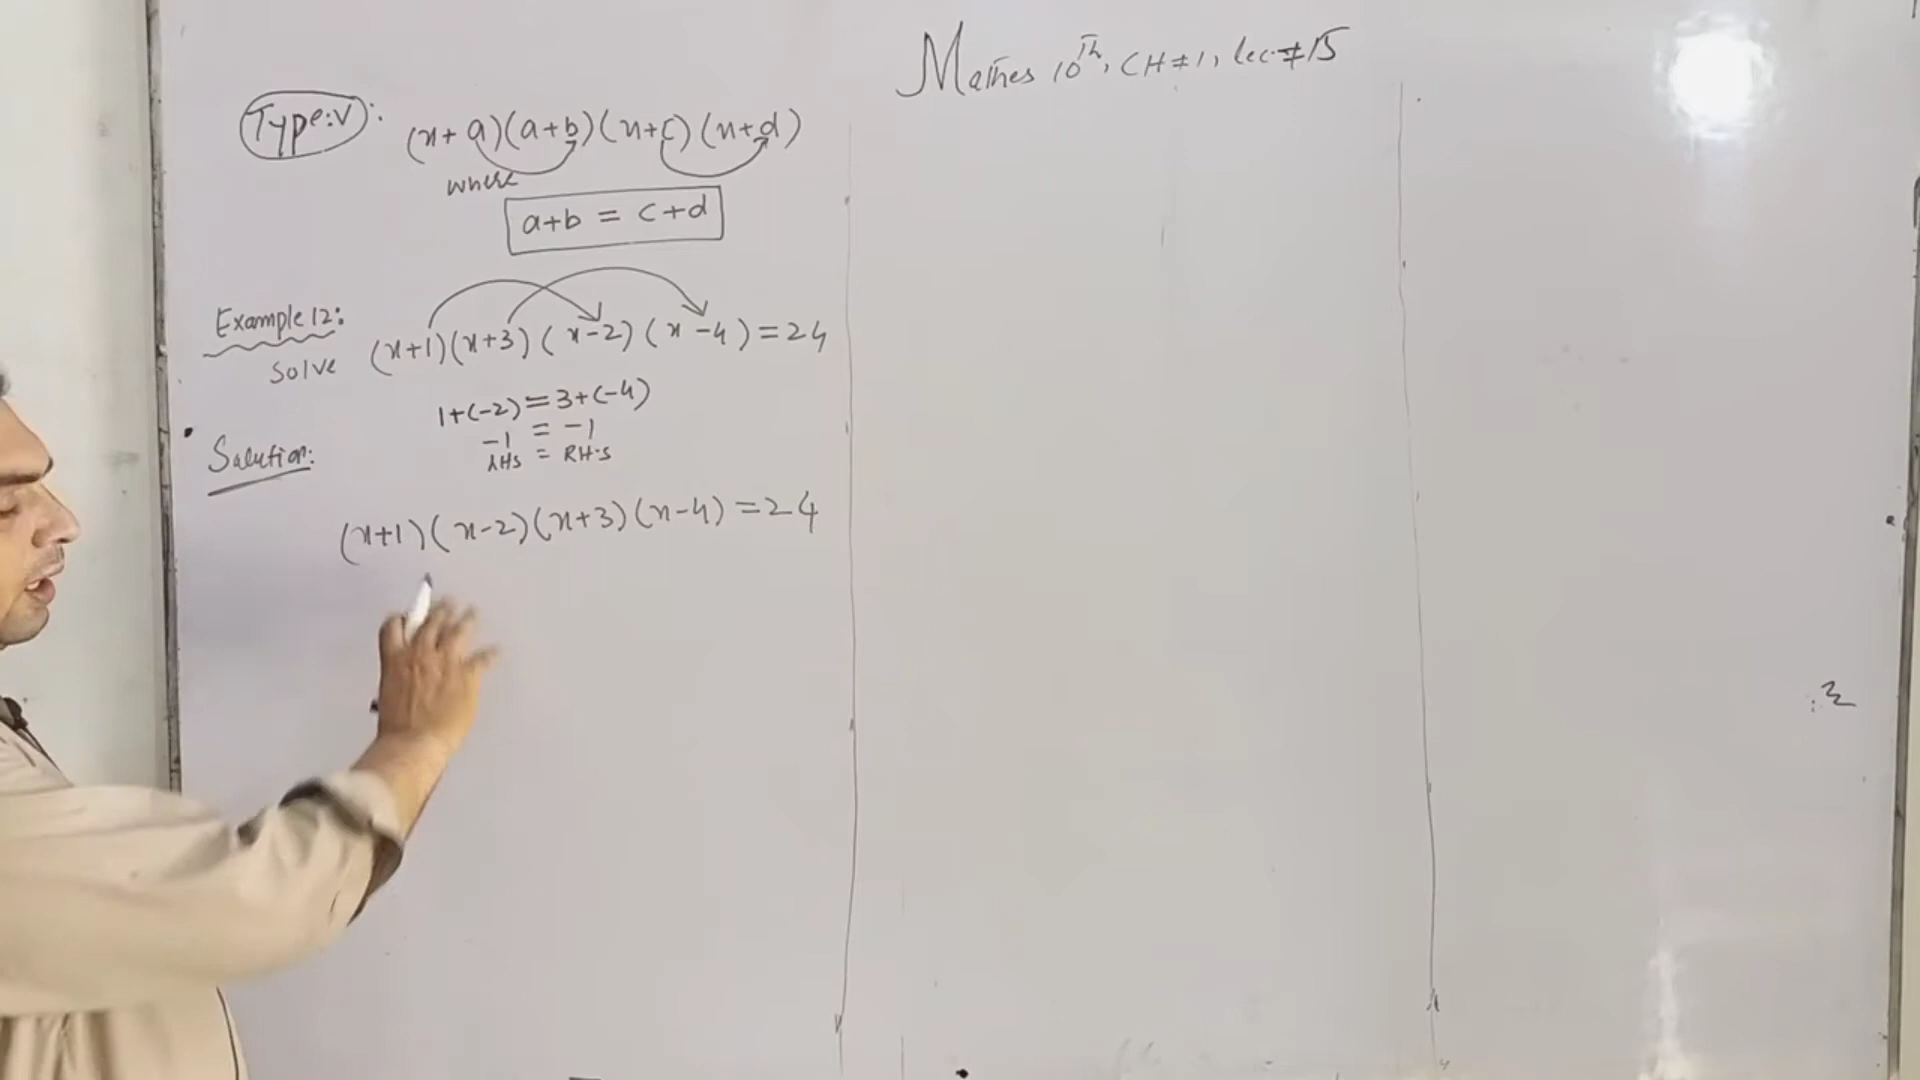 Mathes 10th, CH#1, lec#15
Type:V: (x+a)(a+b)(x+c)(x+d)
where
a+b = c+d
Example 12:
Solve (x+1)(x+3)(x-2)(x-4)=24
1+(-2)=3+(-4)
-1 = -1
LHS = RH.S
Solution:
(x+1)(x-2)(x+3)(x-4)=24